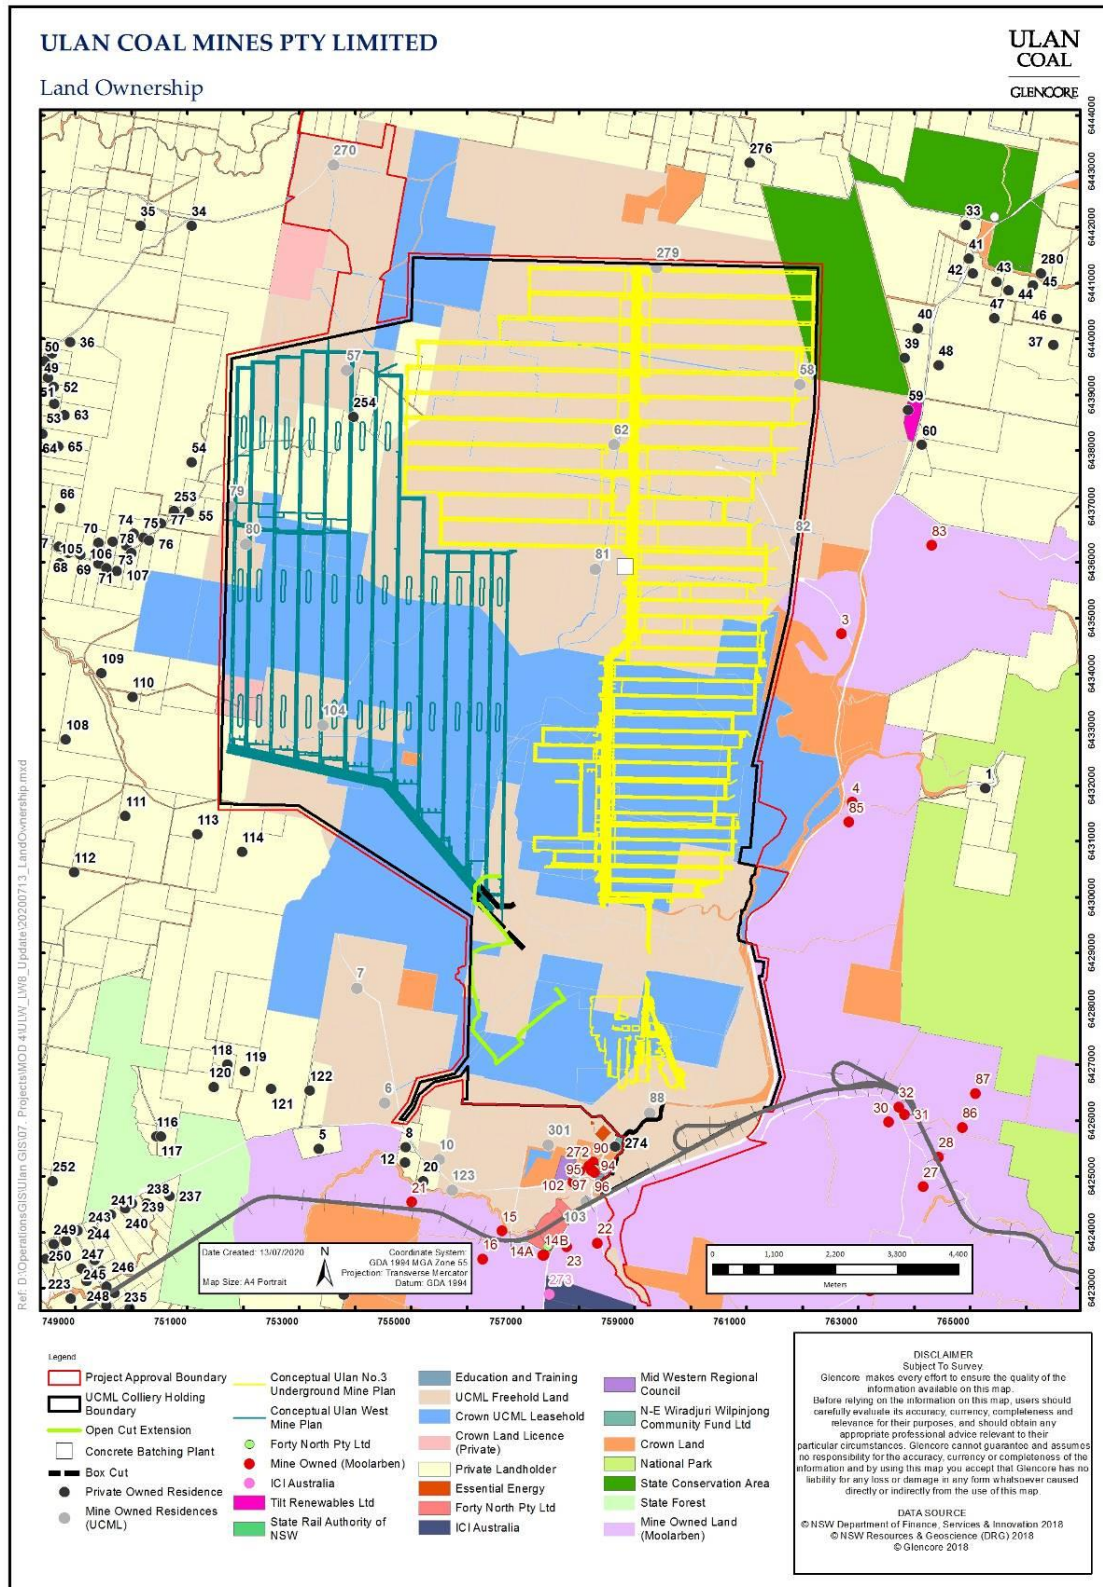 ULAN COAL MINES PTY LIMITED
Land Ownership
ULAN
COAL
GLENCORE
6444000
6443000
6442000
6441000
6440000
6439000
6438000
6437000
6436000
6435000
6434000
6433000
6432000
6431000
6430000
6429000
6428000
6427000
6426000
6425000
6424000
6423000
270
276
35
34
33
41
279
42
43
280
45
44
47
46
40
36
39
37
50
57
48
49
58
52
51
254
59
53
63
62
60
64
65
54
79
66
253
74
75
77
55
80
82
83
70
78
76
7
105
106
73
81
68
69
71
107
3
109
110
104
108
1
4
85
111
113
114
112
7
118
119
120
122
121
6
88
87
32
30
31
86
116
117
5
8
10
301
274
272
90
28
12
95
94
252
20
123
102
97
96
27
238
237
21
241
239
103
243
240
15
22
249
244
14B
16
14A
23
250
247
246
245
273
223
248
235
Date Created: 13/07/2020
Map Size: A4 Portrait
N
Coordinate System:
GDA 1994 MGA Zone 55
Projection: Transverse Mercator
Datum: GDA 1994
0 1,100 2,200 3,300 4,400
Meters
749000 751000 753000 755000 757000 759000 761000 763000 765000
Ref: D:\OperationsGIS\Ulan GIS\07. Projects\MOD 4\ULW_LW8_Update\20200713_LandOwnership.mxd
Legend
Project Approval Boundary
UCML Colliery Holding
Boundary
Open Cut Extension
Concrete Batching Plant
Box Cut
Private Owned Residence
Mine Owned Residences
(UCML)
Conceptual Ulan No.3
Underground Mine Plan
Conceptual Ulan West
Mine Plan
Forty North Pty Ltd
Mine Owned (Moolarben)
ICI Australia
Tilt Renewables Ltd
State Rail Authority of
NSW
Education and Training
UCML Freehold Land
Crown UCML Leasehold
Crown Land Licence
(Private)
Private Landholder
Essential Energy
Forty North Pty Ltd
ICI Australia
Mid Western Regional
Council
N-E Wiradjuri Wilpinjong
Community Fund Ltd
Crown Land
National Park
State Conservation Area
State Forest
Mine Owned Land
(Moolarben)
DISCLAIMER
Subject To Survey.
Glencore makes every effort to ensure the quality of the
information available on this map.
Before relying on the information on this map, users should
carefully evaluate its accuracy, currency, completeness and
relevance for their purposes, and should obtain any
appropriate professional advice relevant to their
particular circumstances. Glencore cannot guarantee and assumes
no responsibility for the accuracy, currency or completeness of the
information and by using this map you accept that Glencore has no
liability for any loss or damage in any form whatsoever caused
directly or indirectly from the use of this map.
DATA SOURCE
© NSW Department of Finance, Services & Innovation 2018
© NSW Resources & Geoscience (DRG) 2018
© Glencore 2018